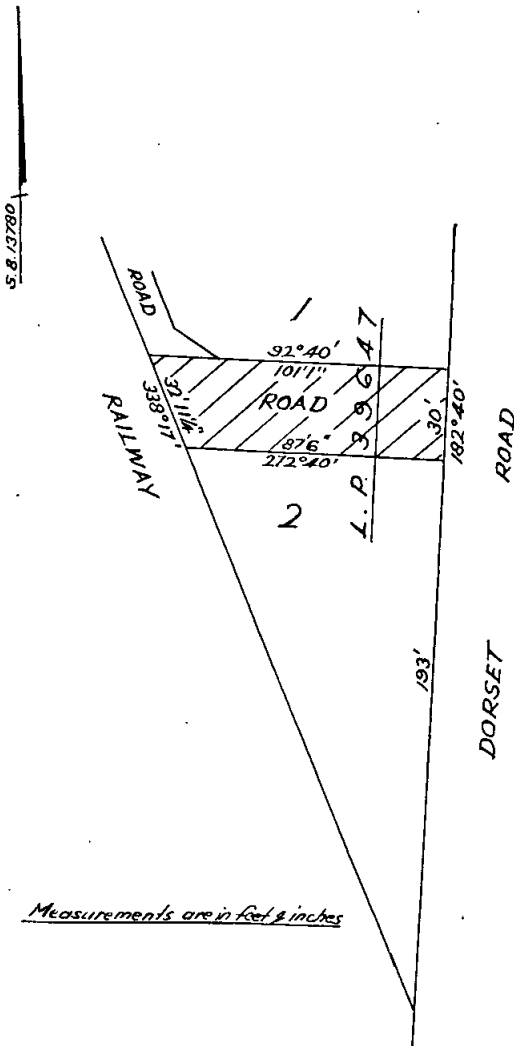 S.B. 13780
ROAD
1
92°40'
101'1"
ROAD
32'11¼"
338°17'
RAILWAY
87'6"
272°40'
30'
182°40'
L.P. 39647
2
ROAD
193'
DORSET
Measurements are in feet & inches